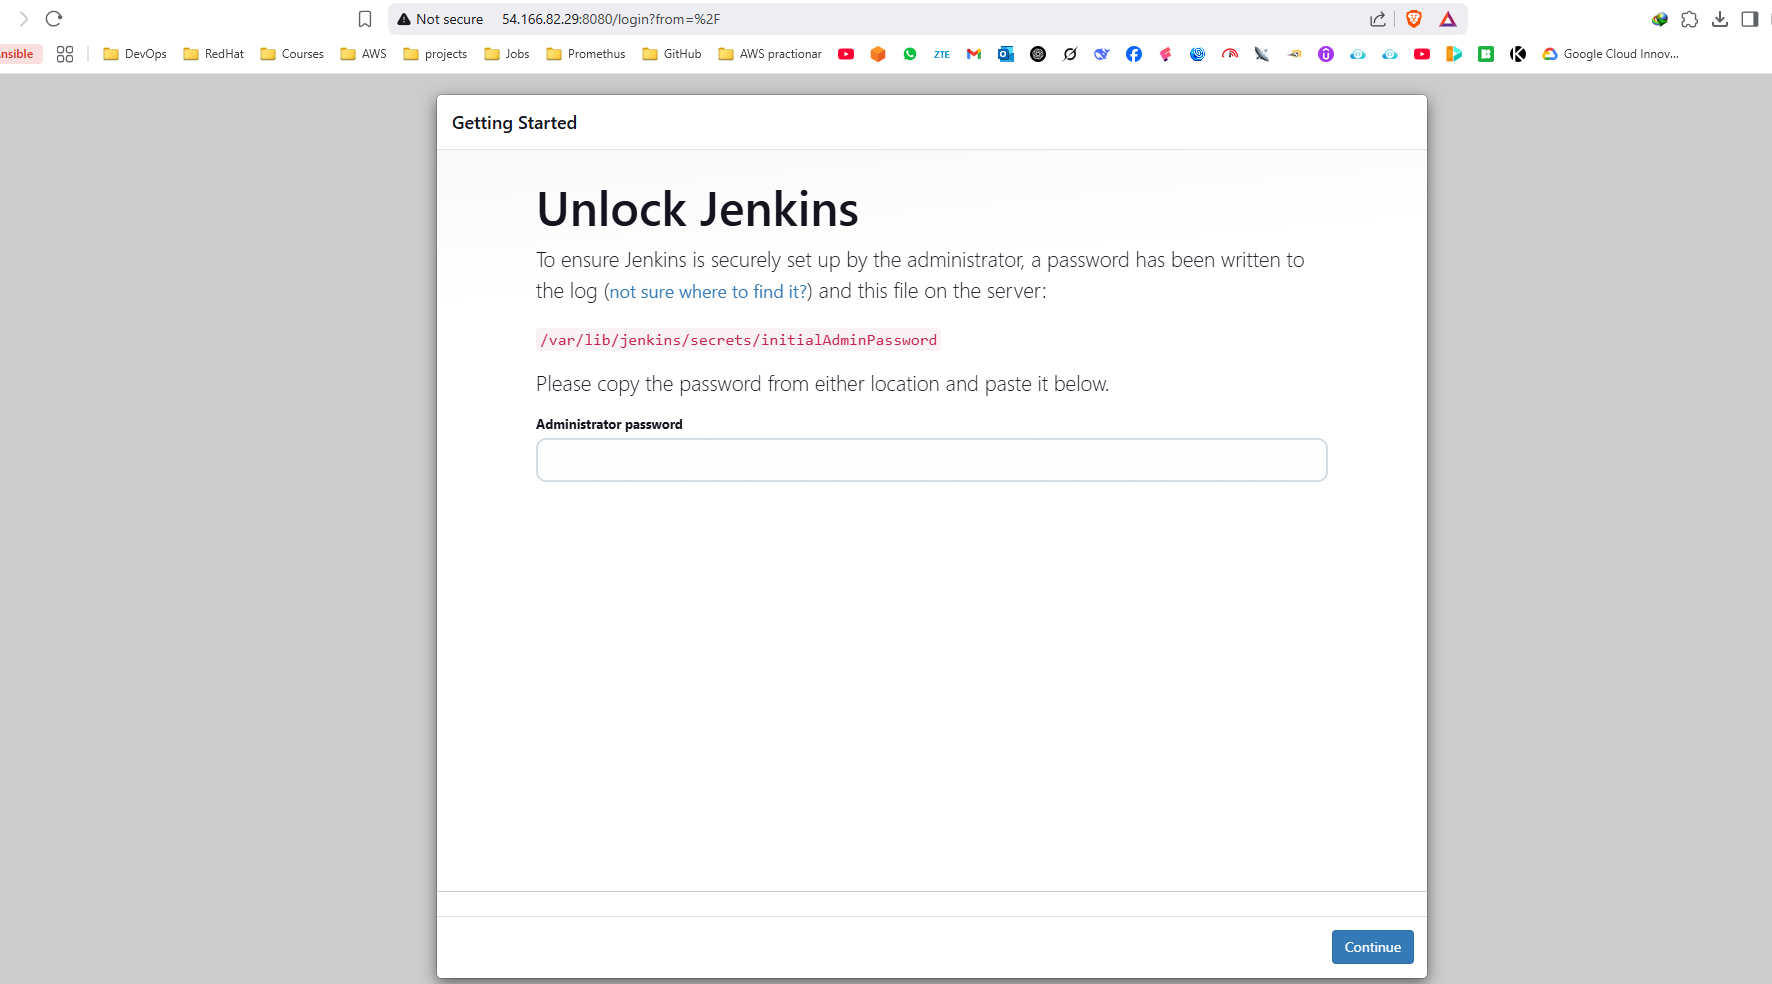 Not secure 54.166.82.29:8080/login?from=%2F
nsible DevOps RedHat Courses AWS projects Jobs Promethus GitHub AWS practionar ZTE Google Cloud Innov...
Getting Started
Unlock Jenkins
To ensure Jenkins is securely set up by the administrator, a password has been written to
the log (not sure where to find it?) and this file on the server:
/var/lib/jenkins/secrets/initialAdminPassword
Please copy the password from either location and paste it below.
Administrator password
Continue